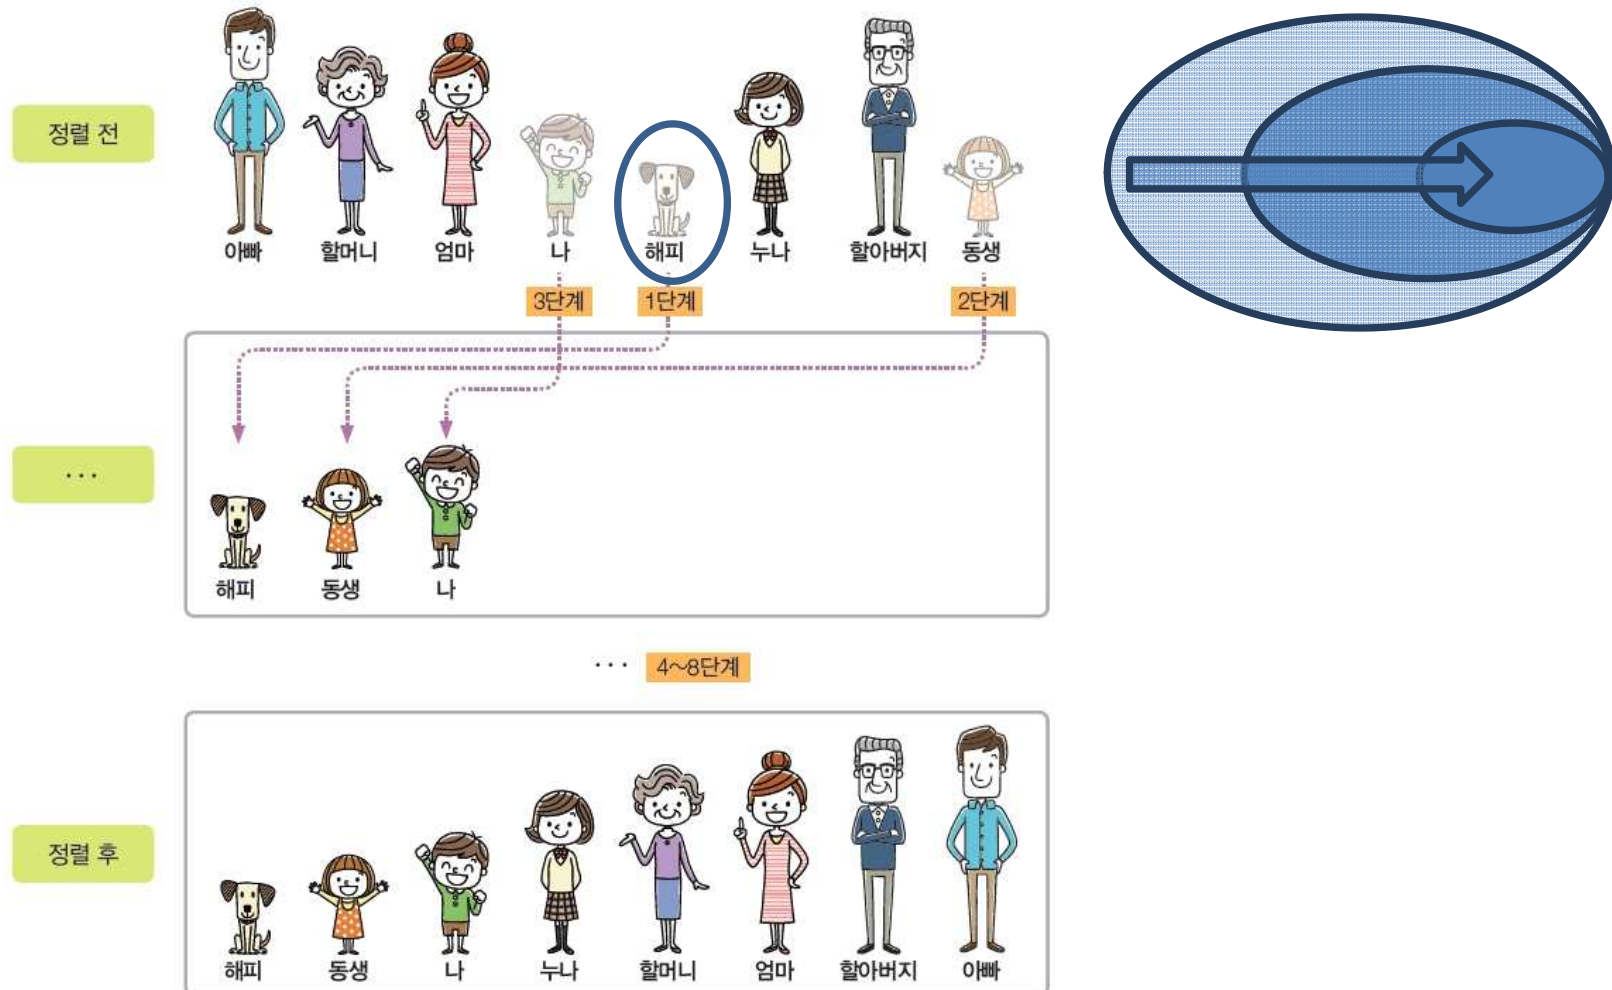 정렬 전
아빠 할머니 엄마 나 해피 누나 할아버지 동생
3단계 1단계 2단계
...
해피 동생 나
... 4~8단계
정렬 후
해피 동생 나 누나 할머니 엄마 할아버지 아빠